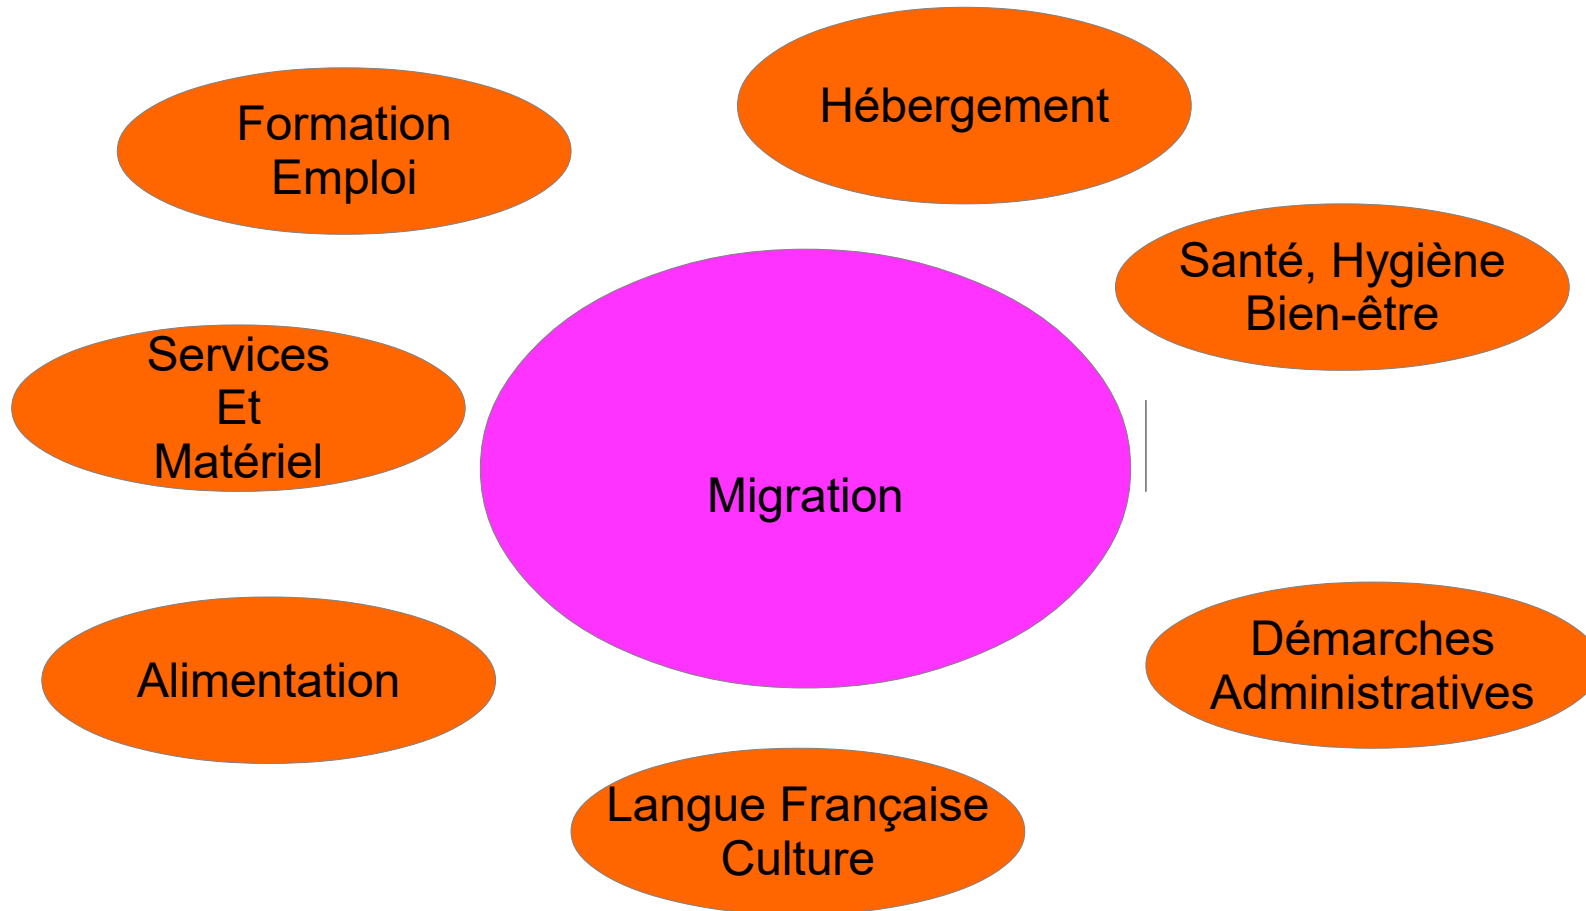 Hébergement
Formation
Emploi
Santé, Hygiène
Bien-être
Services
Et
Matériel
Migration
Démarches
Administratives
Alimentation
Langue Française
Culture